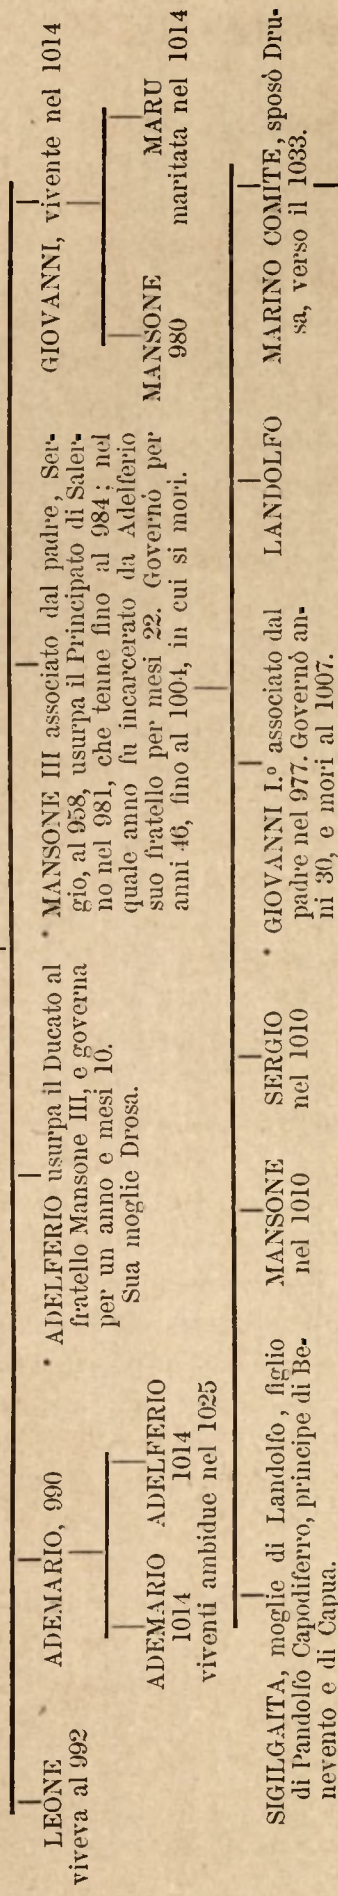 LEONE
viveva al 992
ADEMARIO, 990
ADEMARIO
1014
ADELFERIO
1014
viventi ambidue nel 1025
* ADELFERIO usurpa il Ducato al
fratello Mansone III, e governa
per un anno e mesi 10.
Sua moglie Drosa.
* MANSONE III associato dal padre, Ser-
gio, al 958, usurpa il Principato di Saler-
no nel 981, che tenne fino al 984; nel
quale anno fu incarcerato da Adelferio
suo fratello per mesi 22. Governò per
anni 46, fino al 1004, in cui si mori.
GIOVANNI, vivente nel 1014
MANSONE
980
MARU
maritata nel 1014
SIGILGAITA, moglie di Landolfo, figlio
di Pandolfo Capodiferro, principe di Be-
nevento e di Capua.
MANSONE
nel 1010
SERGIO
nel 1010
* GIOVANNI I.º associato dal
padre nel 977. Governò an-
ni 30, e mori al 1007.
LANDOLFO
MARINO COMITE, sposò Dru-
sa, verso il 1033.